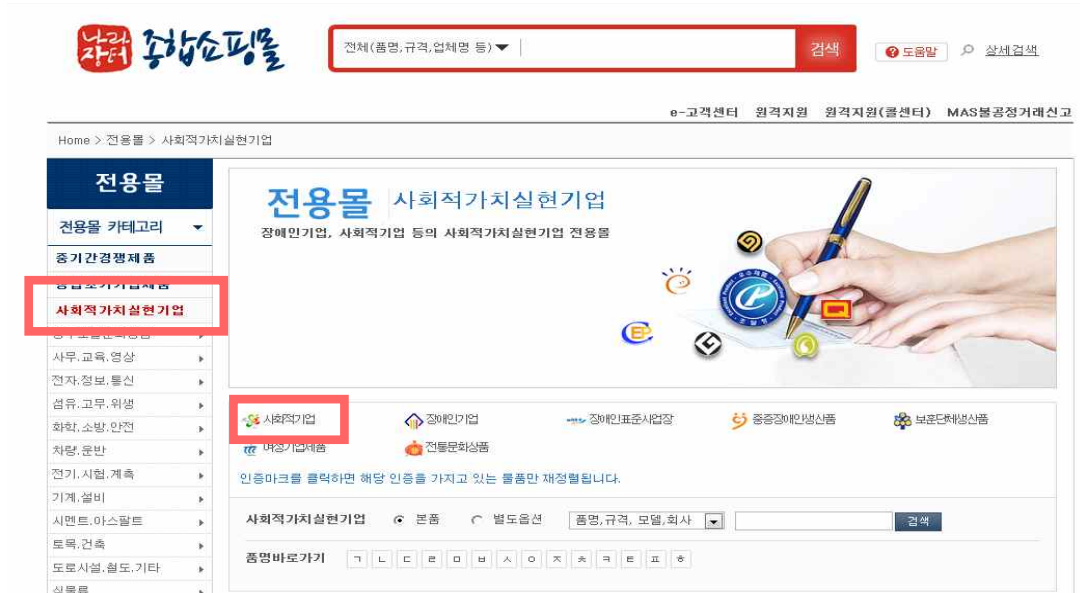 나라
장터 종합쇼핑몰
전체(품명,규격,업체명 등)
검색
도움말
상세검색
e-고객센터 원격지원 원격지원(콜센터) MAS불공정거래신고
Home > 전용몰 > 사회적가치실현기업
전용몰
전용몰 카테고리
중기간경쟁제품
사회적가치실현기업
사무.교육.영상
전자.정보.통신
섬유.고무.위생
화학.소방.안전
차량.운반
전기.시험.계측
기계.설비
시멘트.아스팔트
토목.건축
도로시설.철도.기타
식물류
전용몰 사회적가치실현기업
장애인기업, 사회적기업 등의 사회적가치실현기업 전용몰
사회적기업 장애인기업 장애인표준사업장 중증장애인생산품 보훈단체생산품
여성기업제품 전통문화상품
인증마크를 클릭하면 해당 인증을 가지고 있는 물품만 재정렬됩니다.
사회적가치실현기업 본품 별도옵션 품명,규격, 모델,회사 검색
품명바로가기 ㄱ ㄴ ㄷ ㄹ ㅁ ㅂ ㅅ ㅇ ㅈ ㅊ ㅋ ㅌ ㅍ ㅎ